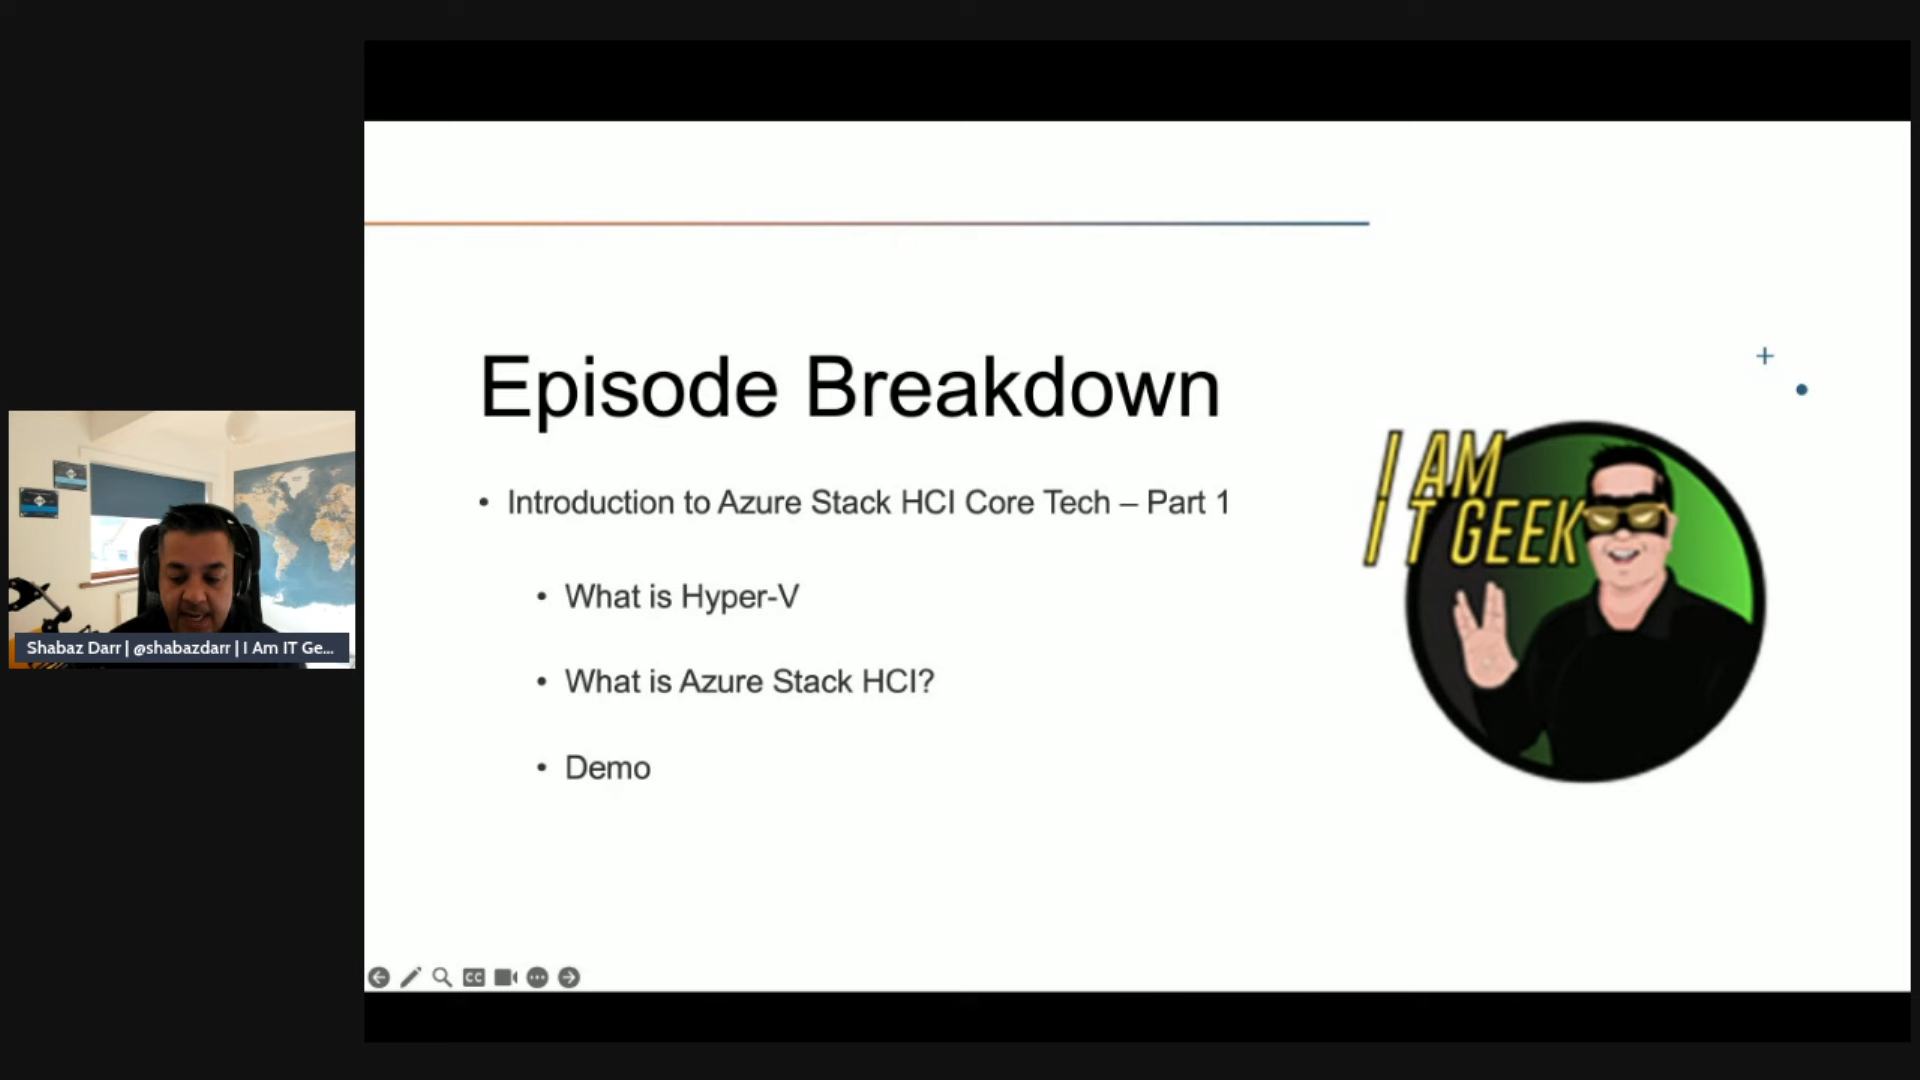 Episode Breakdown
• Introduction to Azure Stack HCI Core Tech – Part 1
• What is Hyper-V
• What is Azure Stack HCI?
• Demo
I AM
IT GEEK
Shabaz Darr | @shabazdarr | I Am IT Ge...
CC